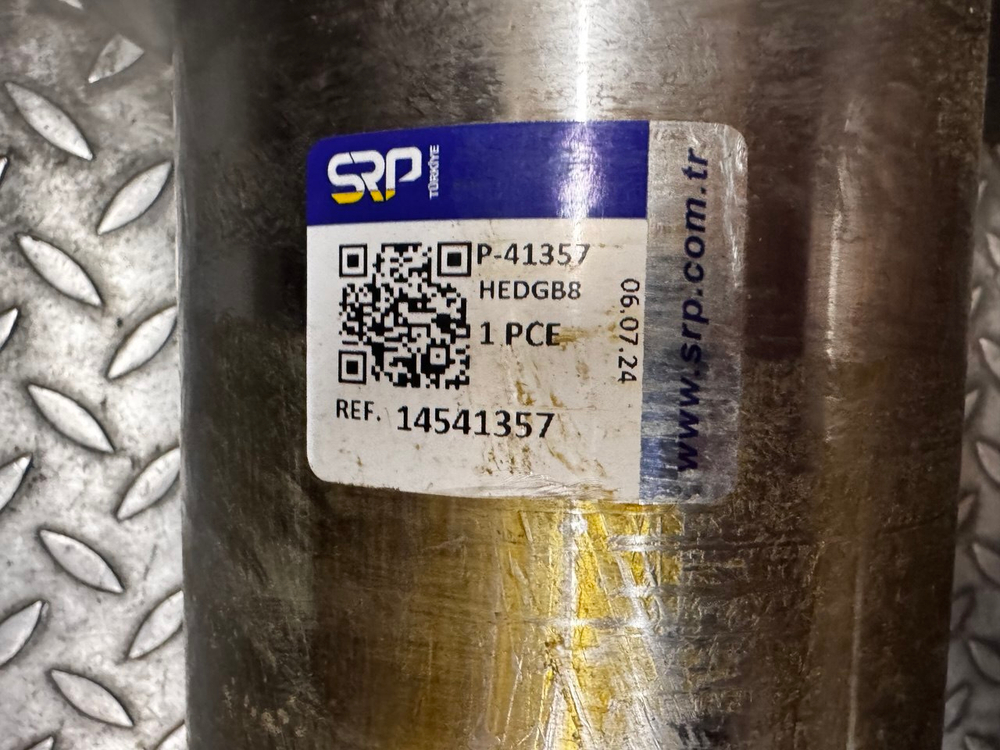 SRP
TÜRKİYE
P-41357
HEDGB8
1 PCE
06.07.24
REF. 14541357
www.srp.com.tr